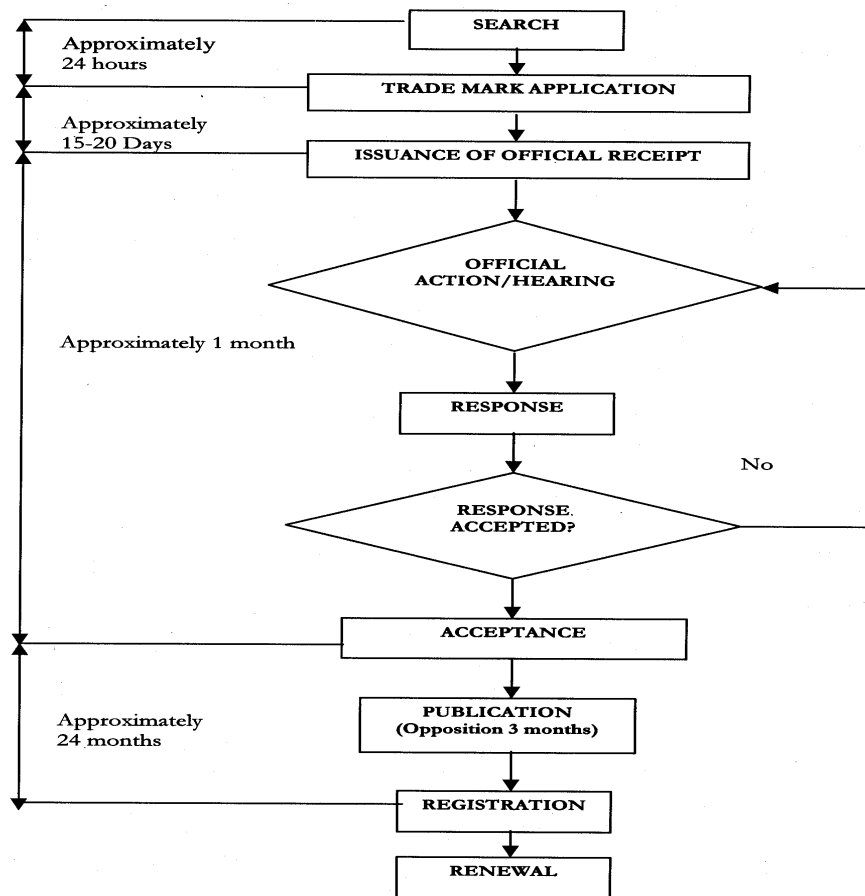 SEARCH
Approximately
24 hours
TRADE MARK APPLICATION
Approximately
15-20 Days
ISSUANCE OF OFFICIAL RECEIPT
OFFICIAL
ACTION/HEARING
Approximately 1 month
RESPONSE
No
RESPONSE.
ACCEPTED?
ACCEPTANCE
PUBLICATION
(Opposition 3 months)
Approximately
24 months
REGISTRATION
RENEWAL